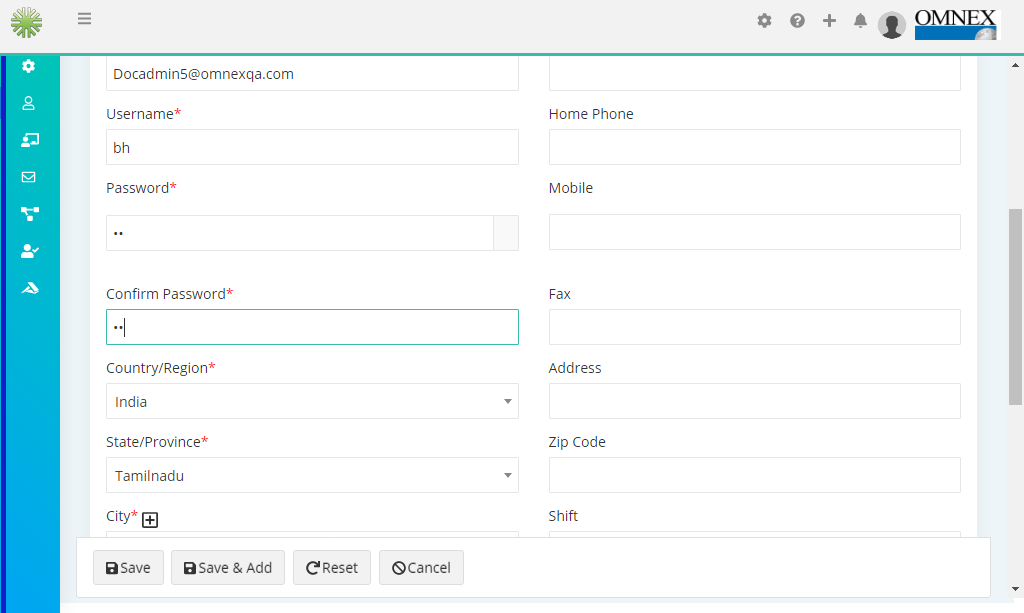 OMNEX
Docadmin5@omnexqa.com
Username*
Home Phone
bh
Password*
Mobile
••
Confirm Password*
Fax
••
Country/Region*
Address
India
State/Province*
Zip Code
Tamilnadu
City*
Shift
Save
Save & Add
Reset
Cancel